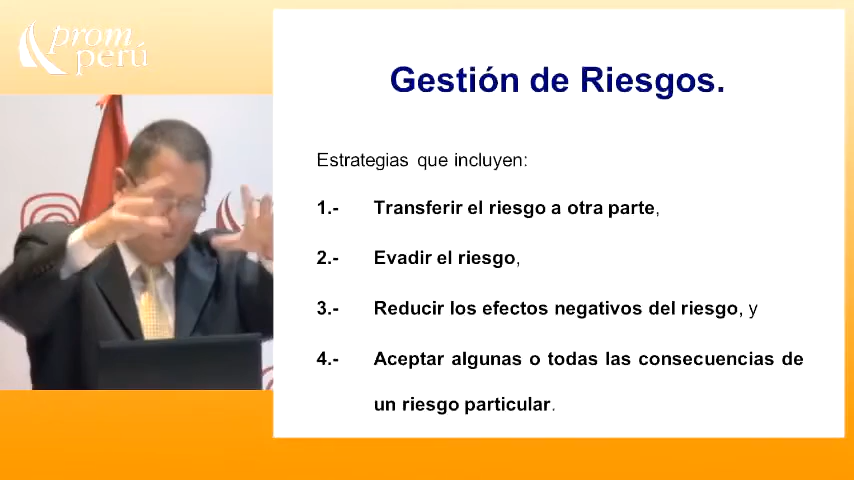 prom
perú
Gestión de Riesgos.
Estrategias que incluyen:
1.- Transferir el riesgo a otra parte,
2.- Evadir el riesgo,
3.- Reducir los efectos negativos del riesgo, y
4.- Aceptar algunas o todas las consecuencias de
un riesgo particular.